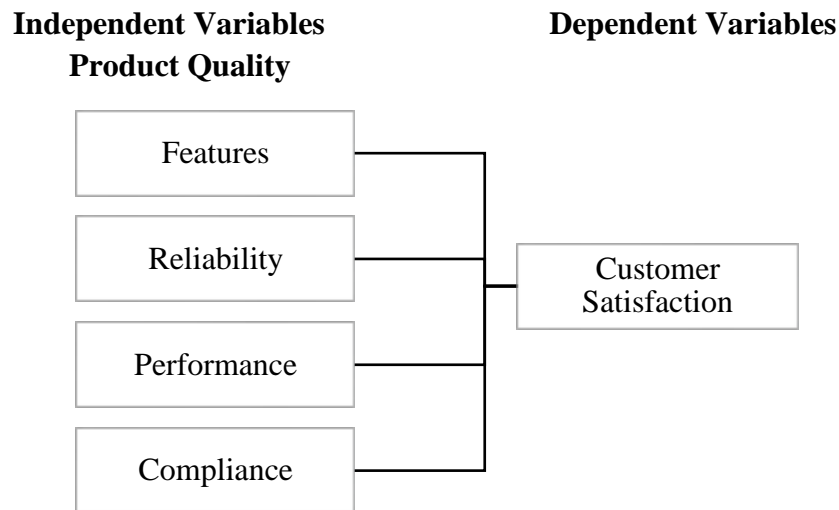 Independent Variables
Product Quality
Dependent Variables
Features
Reliability
Performance
Compliance
Customer
Satisfaction